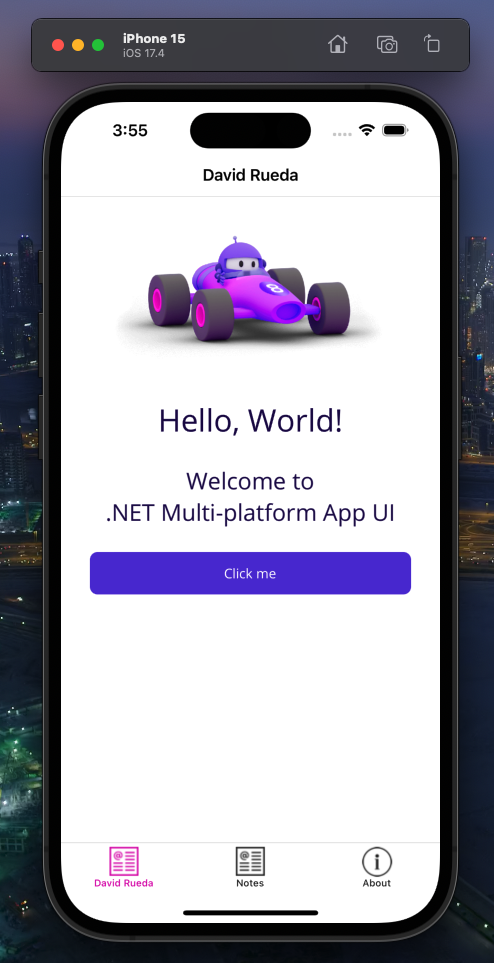 iPhone 15
iOS 17.4
3:55
David Rueda
8
Hello, World!
Welcome to
.NET Multi-platform App UI
Click me
@
@
i
David Rueda
Notes
About